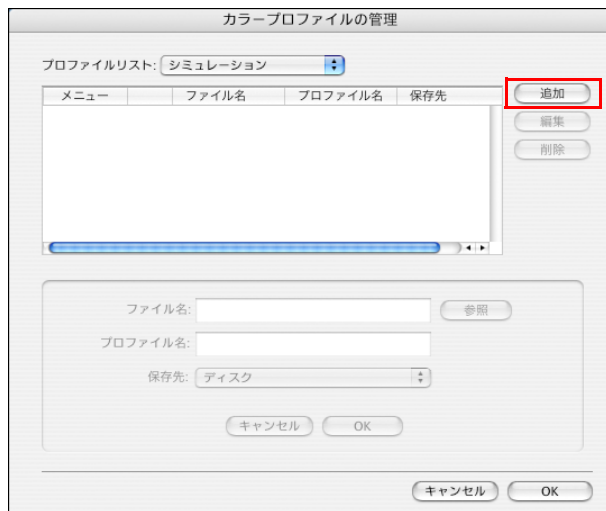 カラープロファイルの管理
プロファイルリスト: シミュレーション
メニュー ファイル名 プロファイル名 保存先
追加
編集
削除
ファイル名: 参照
プロファイル名:
保存先: ディスク
キャンセル OK
キャンセル OK